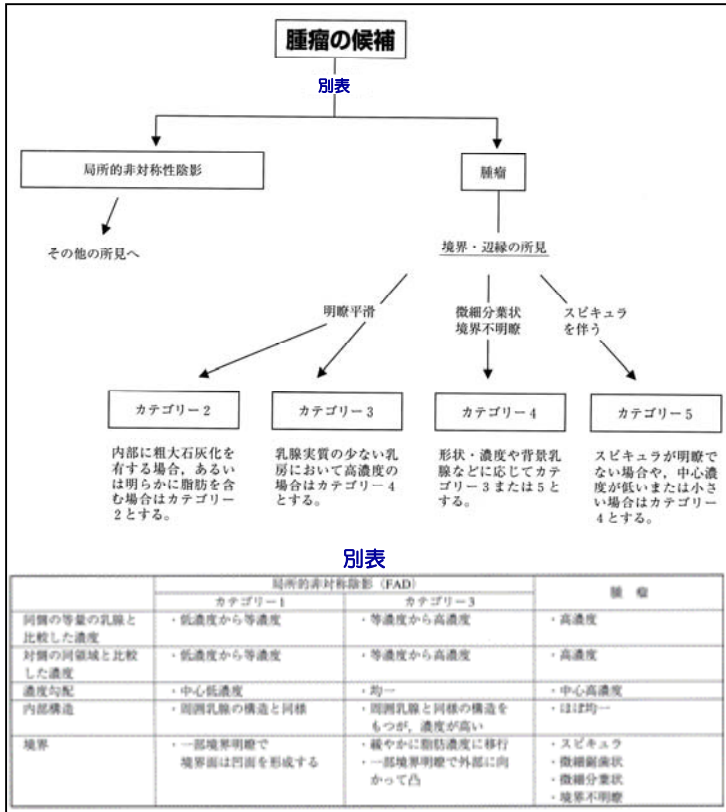 腫瘤の候補
別表
局所的非対称性陰影
腫瘤
その他の所見へ
境界・辺縁の所見
明瞭平滑
微細分葉状
境界不明瞭
スピキュラ
を伴う
カテゴリー2
カテゴリー3
カテゴリー4
カテゴリー5
内部に粗大石灰化を
有する場合，あるい
は明らかに脂肪を含
む場合はカテゴリー
2とする。
乳腺実質の少ない乳
房において高濃度の
場合はカテゴリー4
とする。
形状・濃度や背景乳
腺などに応じてカテ
ゴリー3または5と
する。
スピキュラが明瞭で
ない場合や，中心濃
度が低いまたは小さ
い場合はカテゴリー
4とする。
別表
局所的非対称陰影（FAD）
腫瘤
カテゴリー1
カテゴリー3
同側の等量の乳腺と
比較した濃度
・低濃度から等濃度
・等濃度から高濃度
・高濃度
対側の同領域と比較
した濃度
・低濃度から等濃度
・等濃度から高濃度
・高濃度
濃度勾配
・中心低濃度
・均一
・中心高濃度
内部構造
・周囲乳腺の構造と同様
・周囲乳腺と同様の構造を
もつが，濃度が高い
・ほぼ均一
境界
・一部境界明瞭で
境界面は凹面を形成する
・緩やかに脂肪濃度に移行
・一部境界明瞭で外部に向
かって凸
・スピキュラ
・微細鋸歯状
・微細分葉状
・境界不明瞭